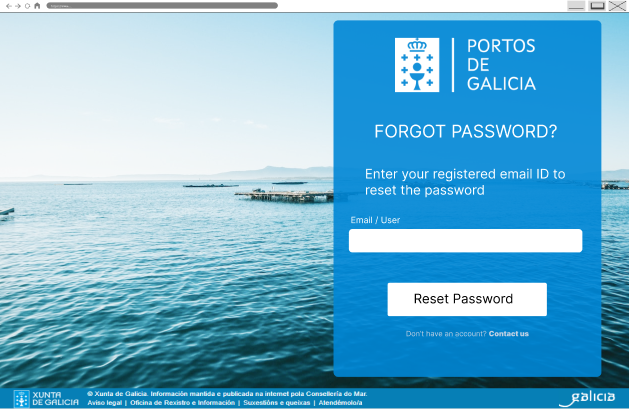 PORTOS
DE
GALICIA
FORGOT PASSWORD?
Enter your registered email ID to
reset the password
Email / User
Reset Password
Don't have an account? Contact us
XUNTA
DE GALICIA
© Xunta de Galicia. Información mantida e publicada na internet pola Consellería do Mar.
Aviso legal | Oficina de Rexistro e Información | Suxestións e queixas | Atendémolo/a
galicia